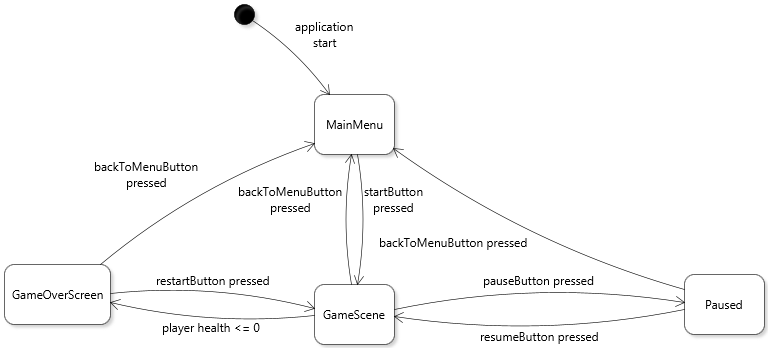 application
start
MainMenu
backToMenuButton
pressed
backToMenuButton
pressed
startButton
pressed
backToMenuButton pressed
GameOverScreen
restartButton pressed
player health <= 0
GameScene
pauseButton pressed
resumeButton pressed
Paused